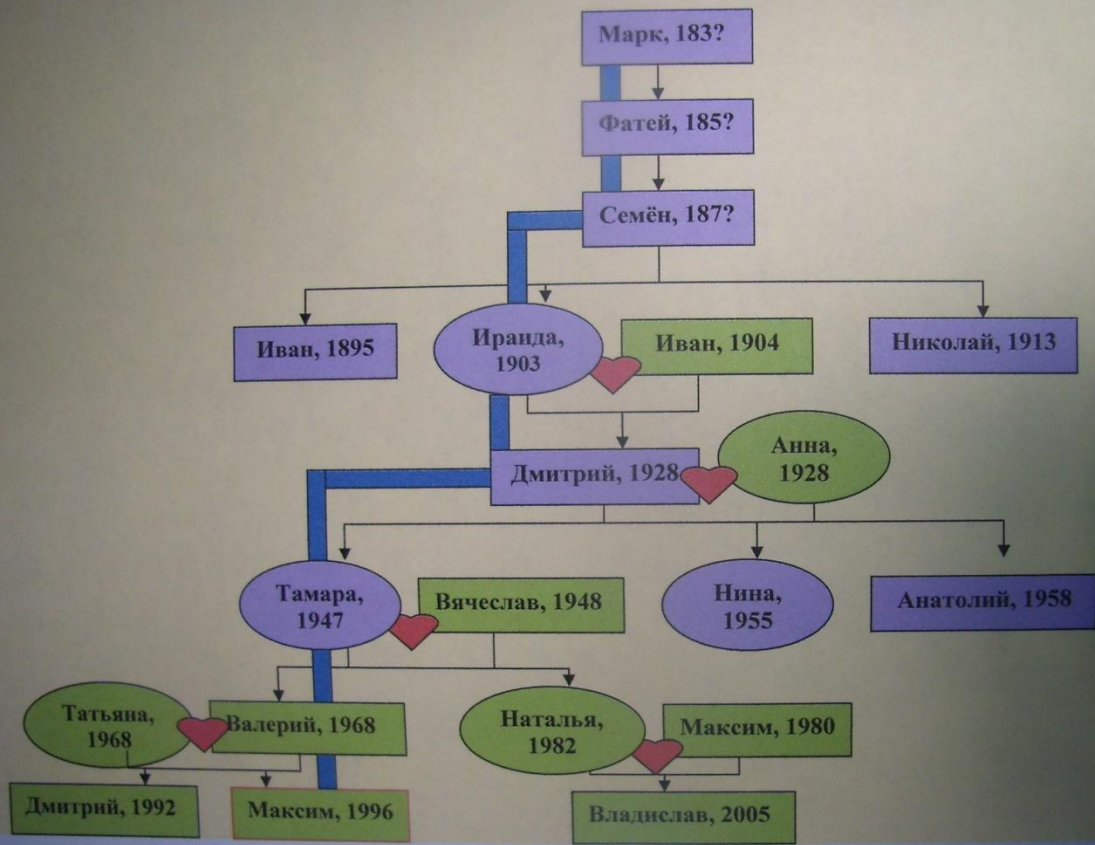 Марк, 183?
Фатей, 185?
Семён, 187?
Иван, 1895
Ираида,
1903
Иван, 1904
Николай, 1913
Дмитрий, 1928
Анна,
1928
Тамара,
1947
Вячеслав, 1948
Нина,
1955
Анатолий, 1958
Татьяна,
1968
Валерий, 1968
Наталья,
1982
Максим, 1980
Дмитрий, 1992
Максим, 1996
Владислав, 2005